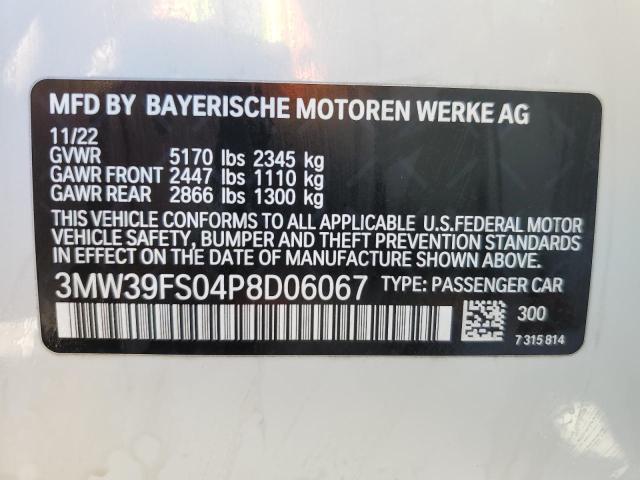 MFD BY BAYERISCHE MOTOREN WERKE AG
11/22
GVWR 5170 lbs 2345 kg
GAWR FRONT 2447 lbs 1110 kg
GAWR REAR 2866 lbs 1300 kg
THIS VEHICLE CONFORMS TO ALL APPLICABLE U.S.FEDERAL MOTOR
VEHICLE SAFETY, BUMPER AND THEFT PREVENTION STANDARDS
IN EFFECT ON THE DATE OF MANUFACTURE SHOWN ABOVE.
3MW39FS04P8D06067 TYPE: PASSENGER CAR
300
7 315 814